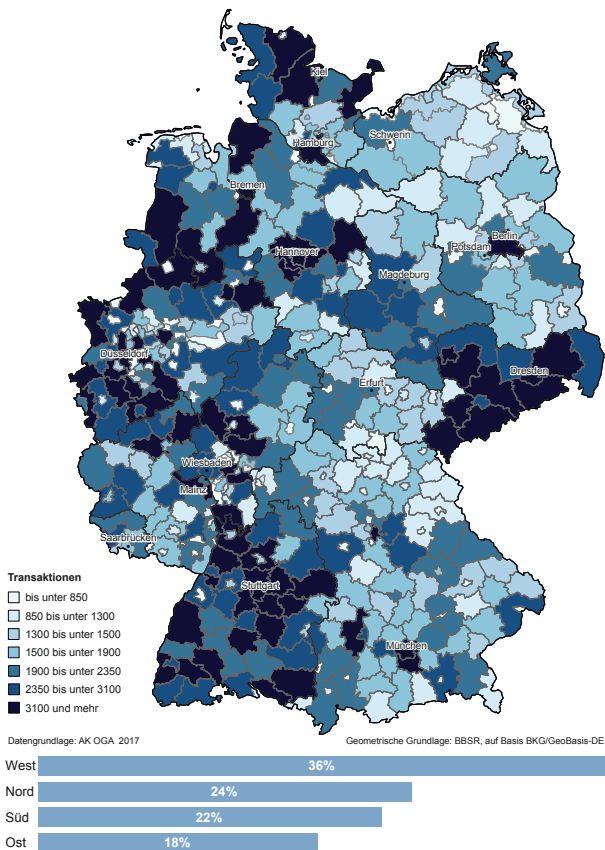 Kiel
Schwerin
Hamburg
Bremen
Berlin
Potsdam
Hannover
Magdeburg
Düsseldorf
Dresden
Erfurt
Wiesbaden
Mainz
Saarbrücken
Stuttgart
München
Transaktionen
bis unter 850
850 bis unter 1300
1300 bis unter 1500
1500 bis unter 1900
1900 bis unter 2350
2350 bis unter 3100
3100 und mehr
Datengrundlage: AK OGA 2017 Geometrische Grundlage: BBSR, auf Basis BKG/GeoBasis-DE
West 36%
Nord 24%
Süd 22%
Ost 18%